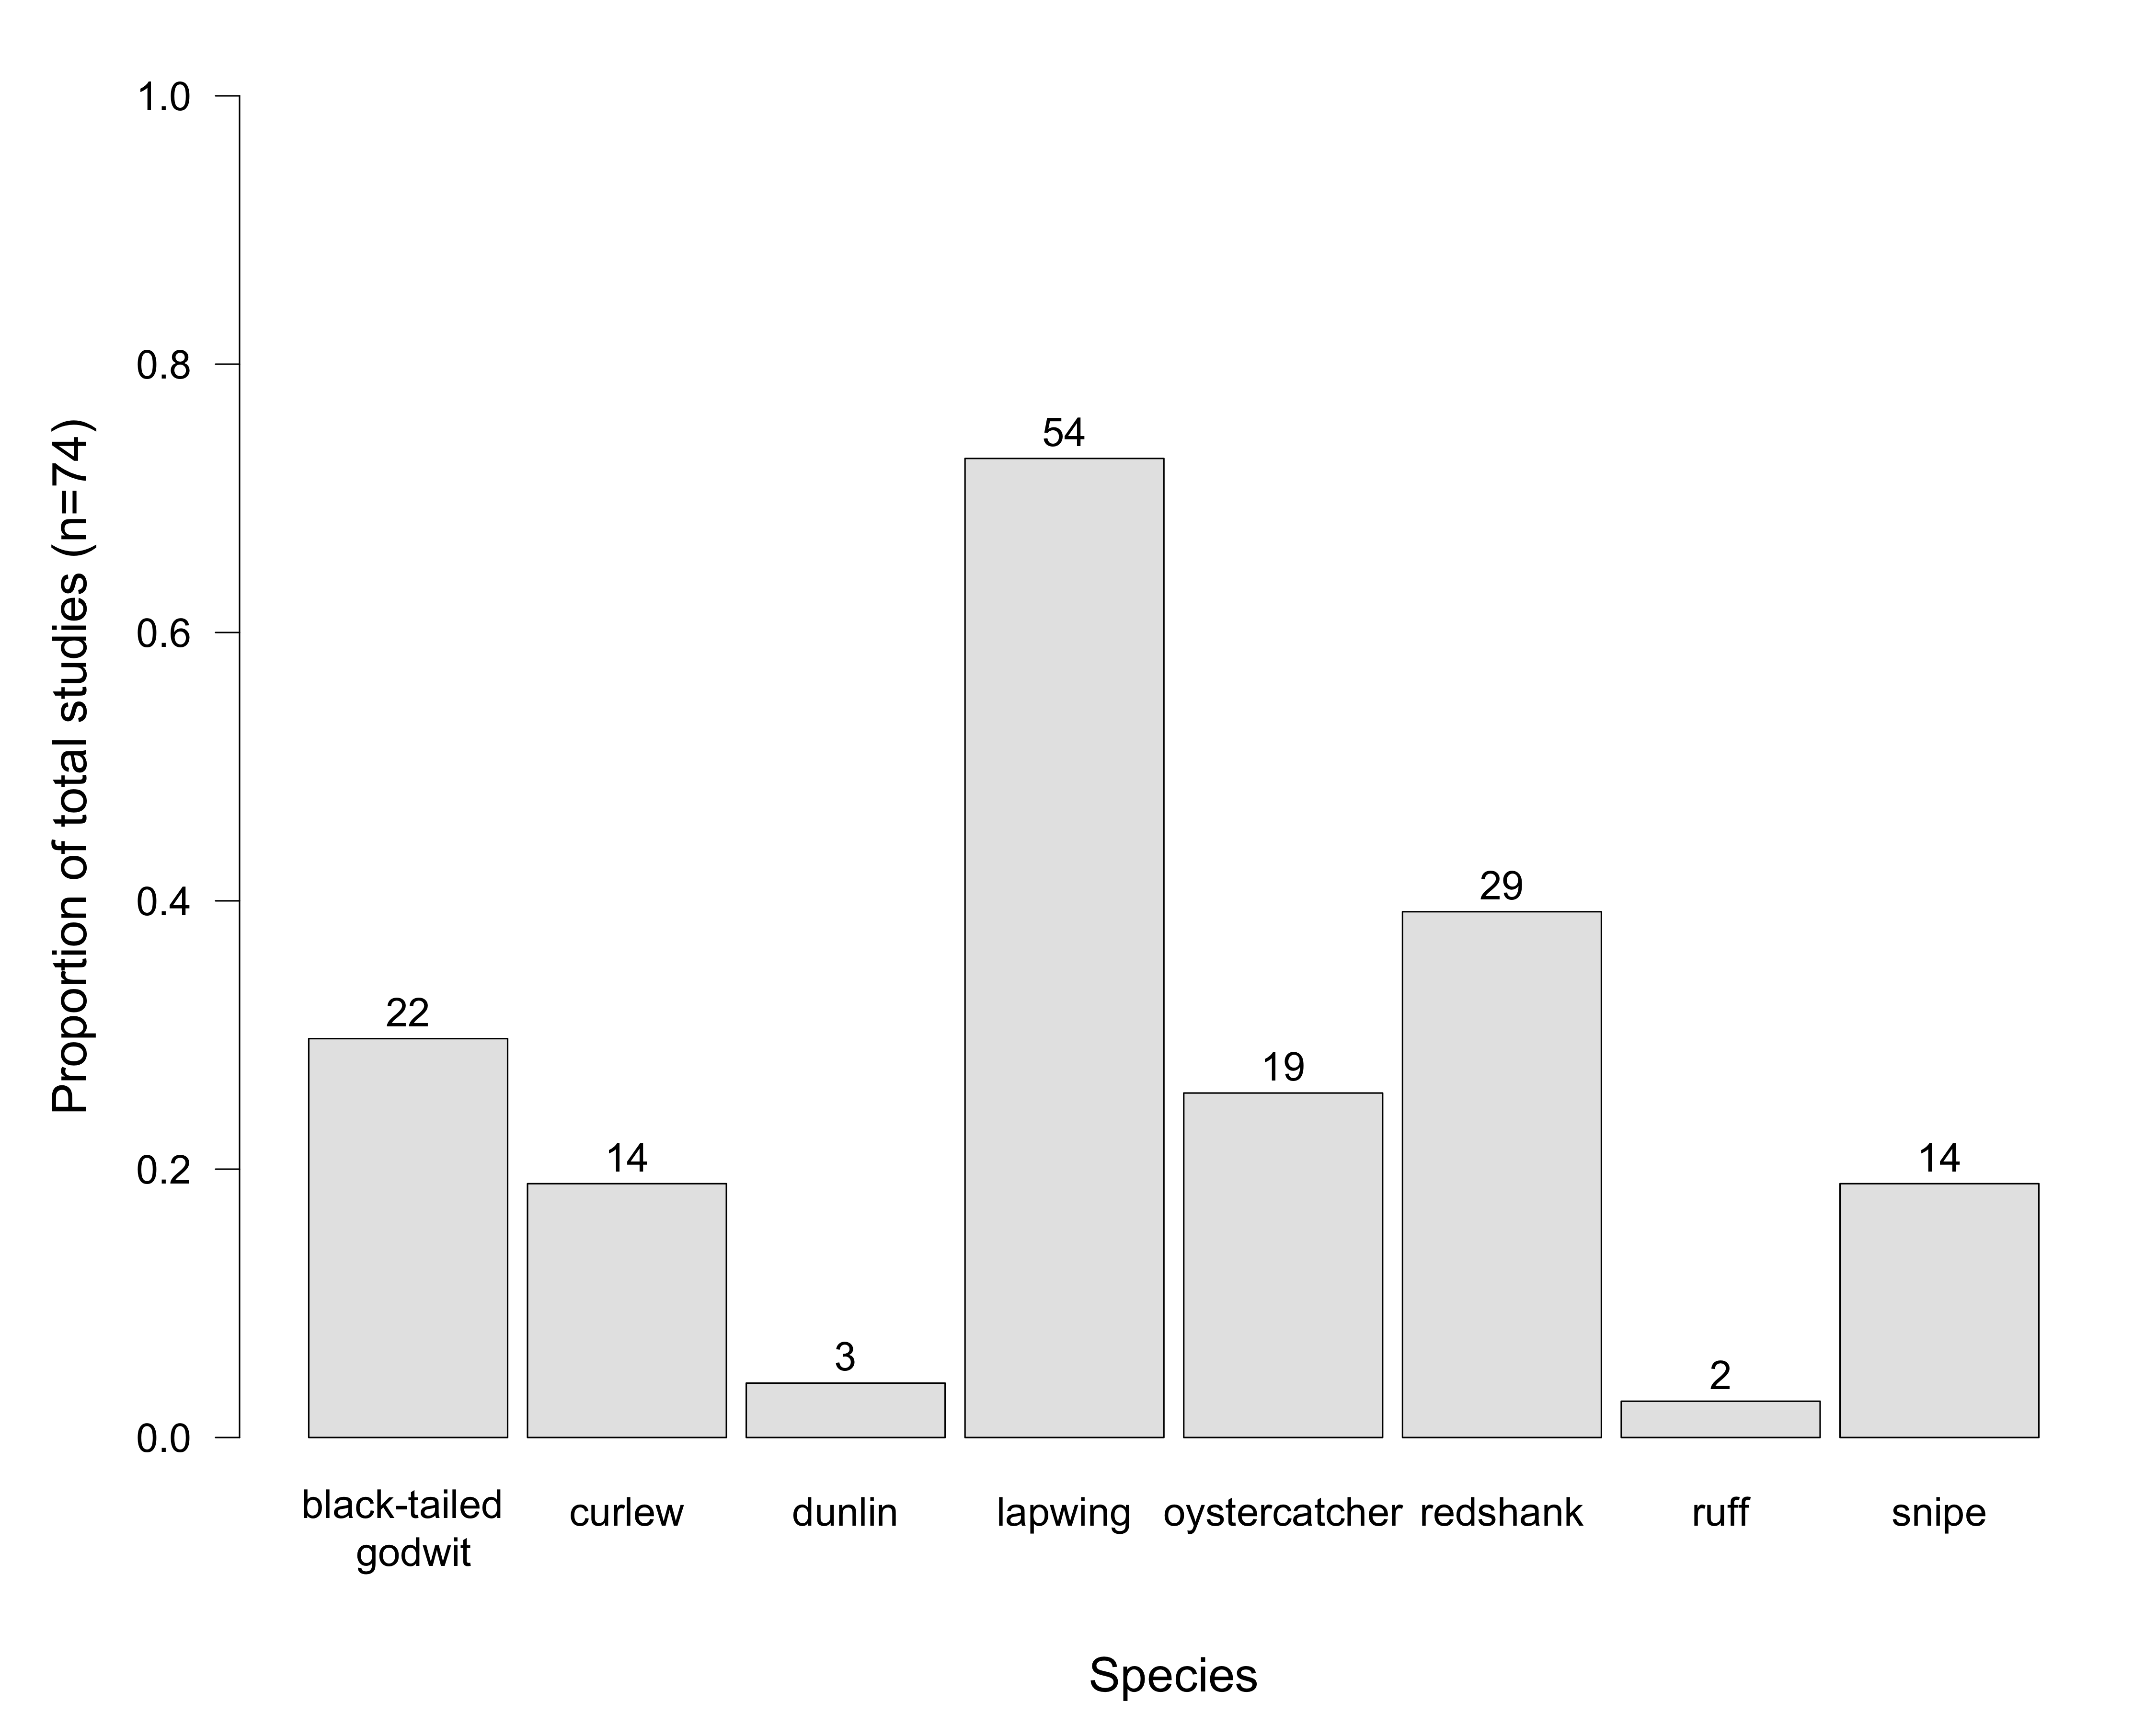 Proportion of total studies (n=74)
1.0
0.8
0.6
0.4
0.2
0.0
22
14
3
54
19
29
2
14
black-tailed
godwit
curlew
dunlin
lapwing
oystercatcher
redshank
ruff
snipe
Species